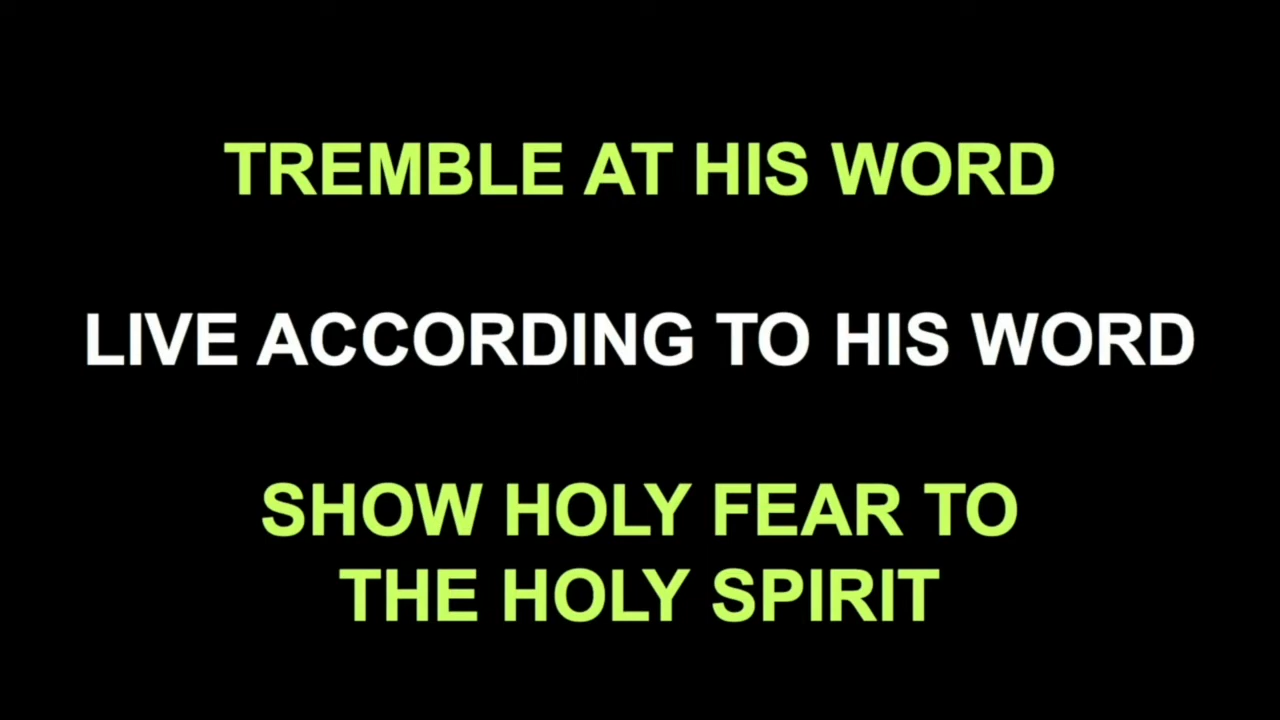 TREMBLE AT HIS WORD
LIVE ACCORDING TO HIS WORD
SHOW HOLY FEAR TO
THE HOLY SPIRIT